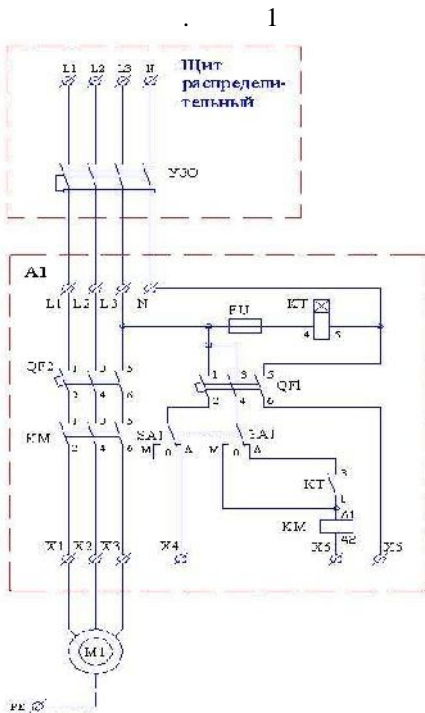 . 1
L1 L2 L3 N
Щит
распредели-
тельный
УЗО
A1
L1 L2 L3 N
FU KT
4 5
QF2 1 3 5
2 4 6
1 3 5 QF1
2 4 6
KM 1 3 5
2 4 6
SA1 SA1
M 0 A M 0 A
3
KT
1
KM A1
A2
X1 X2 X3 X4 X5
M1
PE